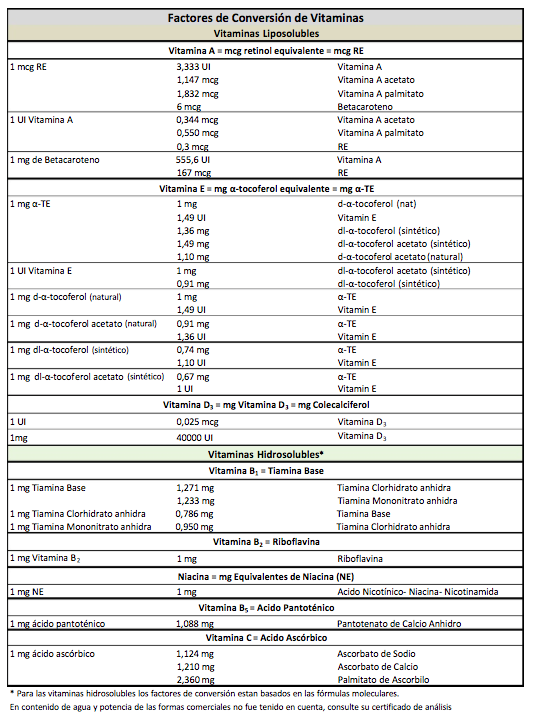 Factores de Conversión de Vitaminas
Vitaminas Liposolubles
Vitamina A = mcg retinol equivalente = mcg RE
1 mcg RE 3,333 UI Vitamina A
1,147 mcg Vitamina A acetato
1,832 mcg Vitamina A palmitato
6 mcg Betacaroteno
1 UI Vitamina A 0,344 mcg Vitamina A acetato
0,550 mcg Vitamina A palmitato
0,3 mcg RE
1 mg de Betacaroteno 555,6 UI Vitamina A
167 mcg RE
Vitamina E = mg α-tocoferol equivalente = mg α-TE
1 mg α-TE 1 mg d-α-tocoferol (nat)
1,49 UI Vitamin E
1,36 mg dl-α-tocoferol (sintético)
1,49 mg dl-α-tocoferol acetato (sintético)
1,10 mg d-α-tocoferol acetato (natural)
1 UI Vitamina E 1 mg dl-α-tocoferol acetato (sintético)
0,91 mg dl-α-tocoferol (sintético)
1 mg d-α-tocoferol (natural) 1 mg α-TE
1,49 UI Vitamin E
1 mg d-α-tocoferol acetato (natural) 0,91 mg α-TE
1,36 UI Vitamin E
1 mg dl-α-tocoferol (sintético) 0,74 mg α-TE
1,10 UI Vitamin E
1 mg dl-α-tocoferol acetato (sintético) 0,67 mg α-TE
1 UI Vitamin E
Vitamina D3 = mg Vitamina D3 = mg Colecalciferol
1 UI 0,025 mcg Vitamina D3
1mg 40000 UI Vitamina D3
Vitaminas Hidrosolubles*
Vitamina B1 = Tiamina Base
1 mg Tiamina Base 1,271 mg Tiamina Clorhidrato anhidra
1,233 mg Tiamina Mononitrato anhidra
1 mg Tiamina Clorhidrato anhidra 0,786 mg Tiamina Base
1 mg Tiamina Mononitrato anhidra 0,950 mg Tiamina Clorhidrato anhidra
Vitamina B2 = Riboflavina
1 mg Vitamina B2 1 mg Riboflavina
Niacina = mg Equivalentes de Niacina (NE)
1 mg NE 1 mg Acido Nicotínico- Niacina- Nicotinamida
Vitamina B5 = Acido Pantoténico
1 mg ácido pantoténico 1,088 mg Pantotenato de Calcio Anhidro
Vitamina C = Acido Ascórbico
1 mg ácido ascórbico 1,124 mg Ascorbato de Sodio
1,210 mg Ascorbato de Calcio
2,360 mg Palmitato de Ascorbilo
* Para las vitaminas hidrosolubles los factores de conversión estan basados en las fórmulas moleculares.
En contenido de agua y potencia de las formas comerciales no fue tenido en cuenta, consulte su certificado de análisis